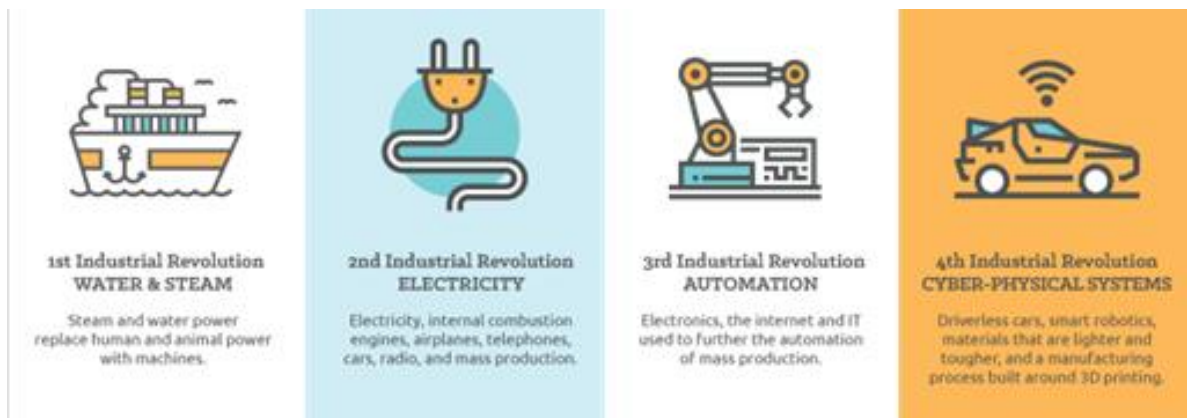 1st Industrial Revolution
WATER & STEAM
Steam and water power
replace human and animal power
with machines.
2nd Industrial Revolution
ELECTRICITY
Electricity, internal combustion
engines, airplanes, telephones,
cars, radio, and mass production.
3rd Industrial Revolution
AUTOMATION
Electronics, the internet and IT
used to further the automation
of mass production.
4th Industrial Revolution
CYBER-PHYSICAL SYSTEMS
Driverless cars, smart robotics,
materials that are lighter and
tougher, and a manufacturing
process built around 3D printing.